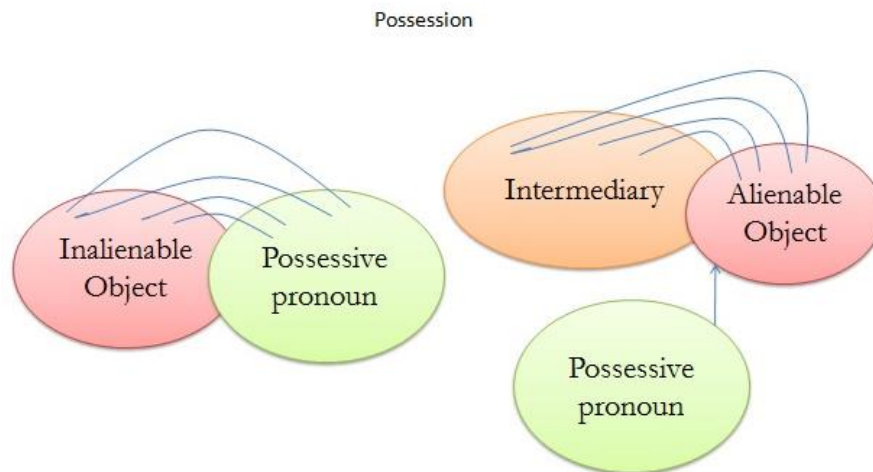 Possession
Inalienable
Object
Possessive
pronoun
Intermediary
Alienable
Object
Possessive
pronoun